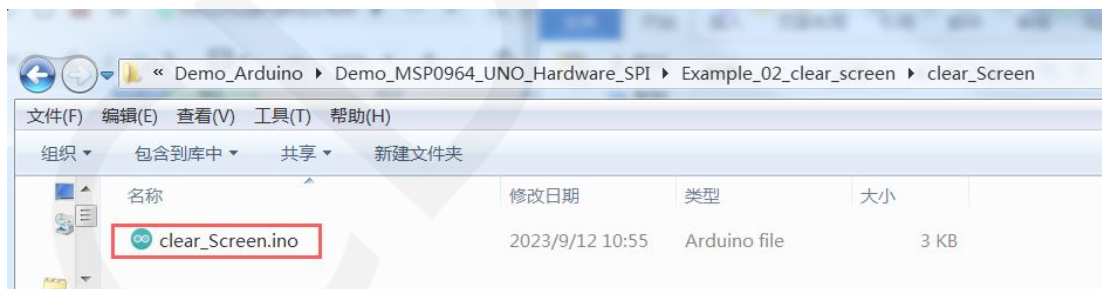 « Demo_Arduino ▸ Demo_MSP0964_UNO_Hardware_SPI ▸ Example_02_clear_screen ▸ clear_Screen
文件(F) 编辑(E) 查看(V) 工具(T) 帮助(H)
组织 ▾ 包含到库中 ▾ 共享 ▾ 新建文件夹
名称 修改日期 类型 大小
clear_Screen.ino 2023/9/12 10:55 Arduino file 3 KB